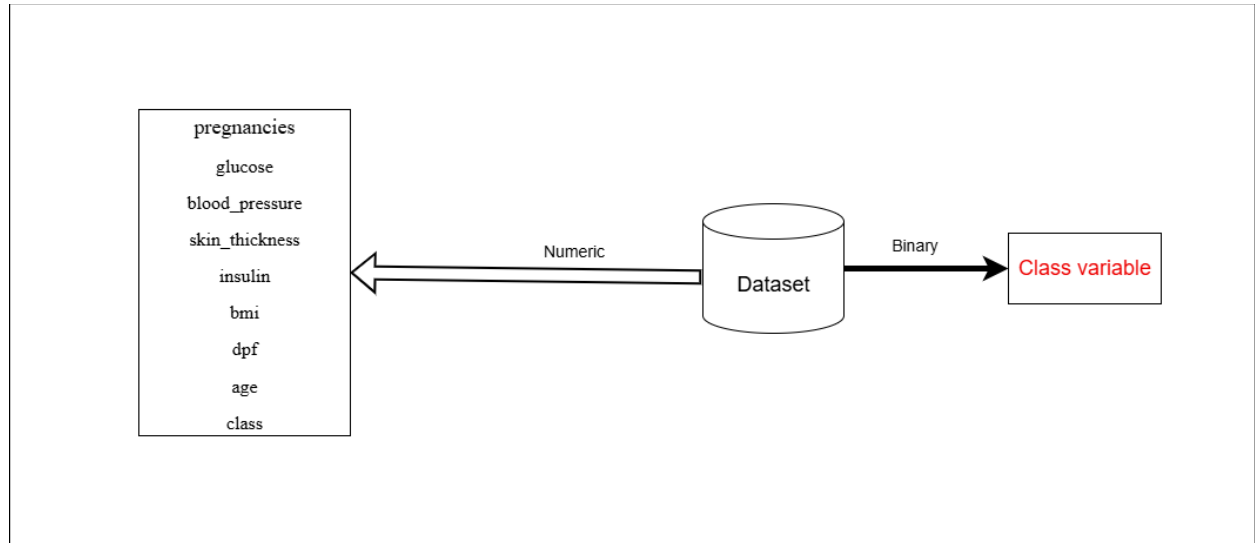 pregnancies
glucose
blood_pressure
skin_thickness
insulin
bmi
dpf
age
class
Numeric
Dataset
Binary
Class variable